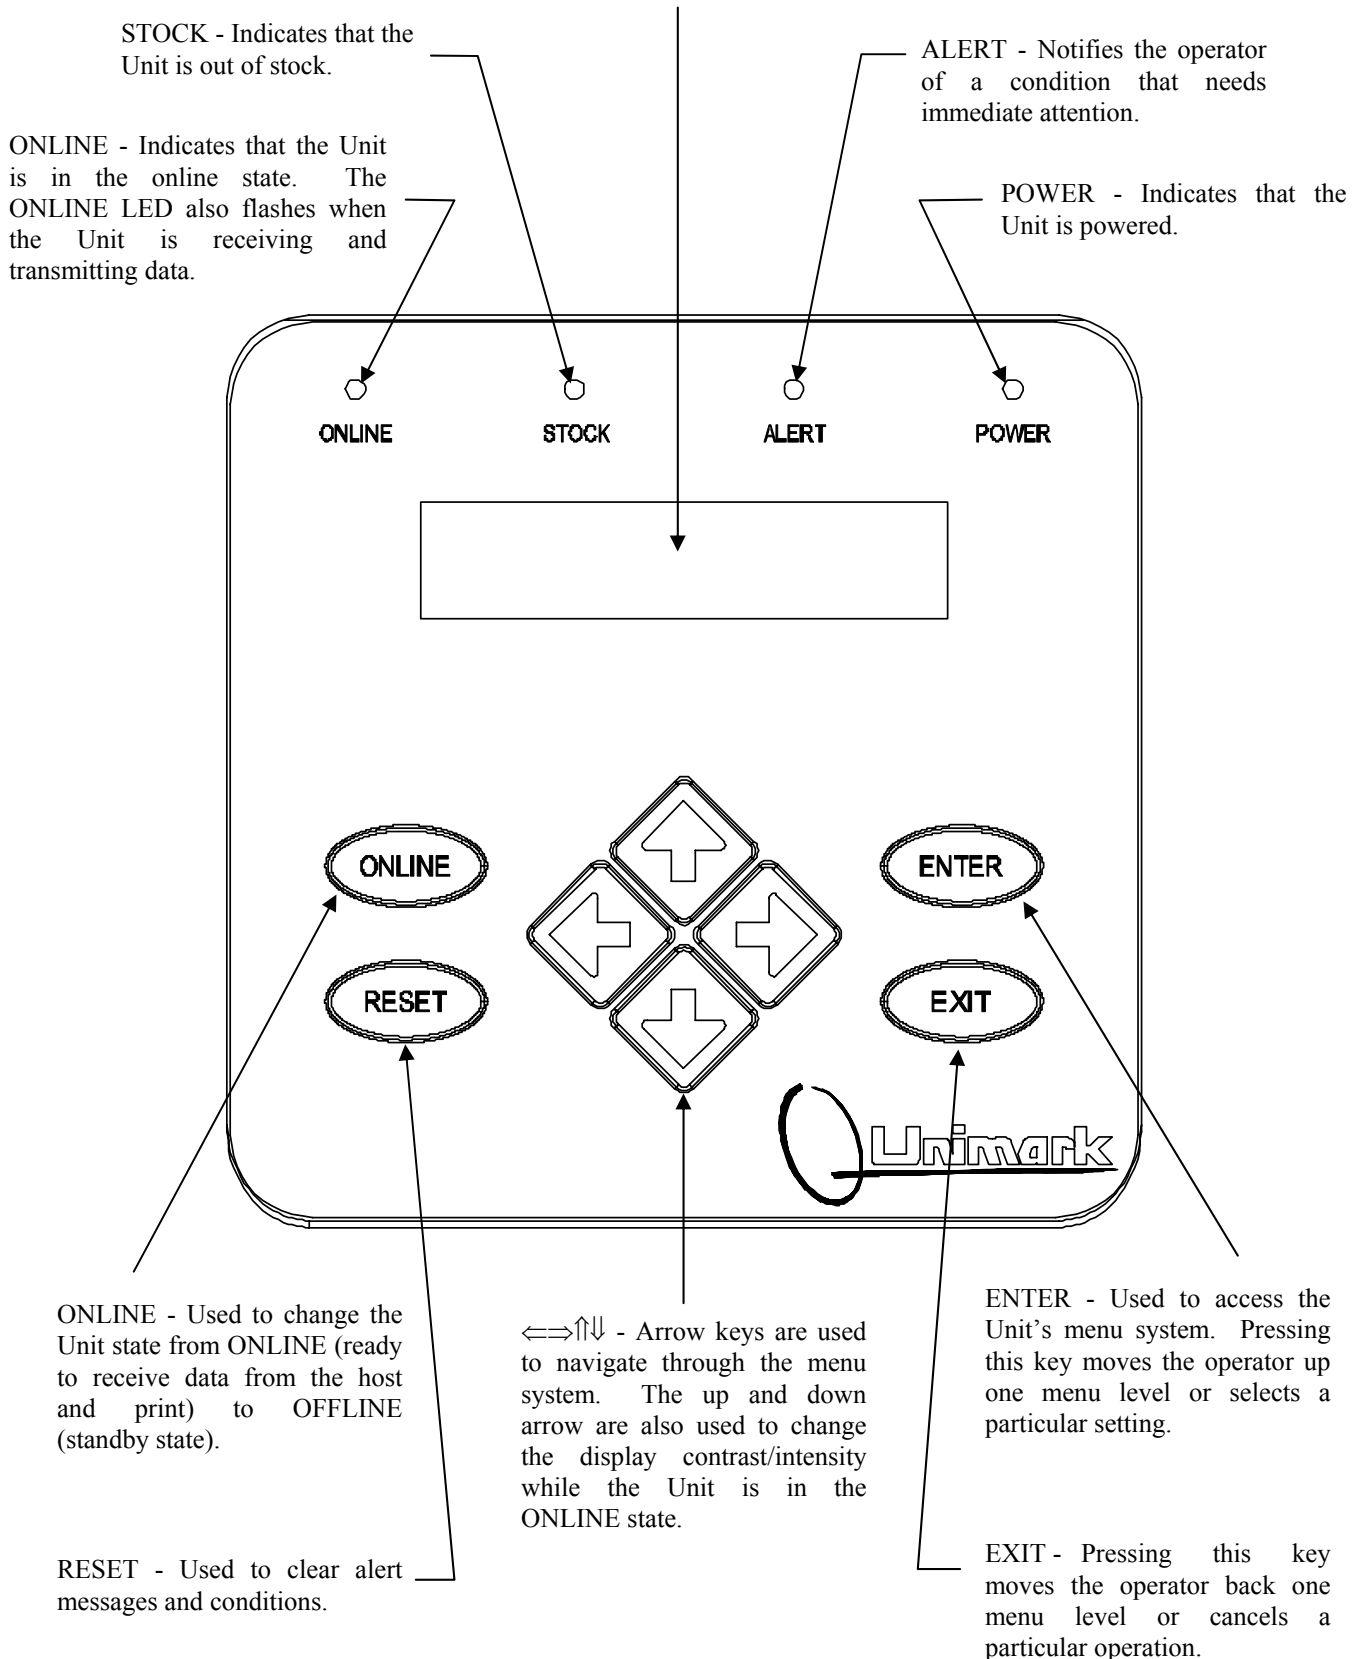 STOCK - Indicates that the
Unit is out of stock.
ALERT - Notifies the operator
of a condition that needs
immediate attention.
ONLINE - Indicates that the Unit
is in the online state. The
ONLINE LED also flashes when
the Unit is receiving and
transmitting data.
POWER - Indicates that the
Unit is powered.
ONLINE
STOCK
ALERT
POWER
ONLINE
ENTER
RESET
EXIT
Unimark
ONLINE - Used to change the
Unit state from ONLINE (ready
to receive data from the host
and print) to OFFLINE
(standby state).
⇐⇒⇑⇓ - Arrow keys are used
to navigate through the menu
system. The up and down
arrow are also used to change
the display contrast/intensity
while the Unit is in the
ONLINE state.
ENTER - Used to access the
Unit's menu system. Pressing
this key moves the operator up
one menu level or selects a
particular setting.
RESET - Used to clear alert
messages and conditions.
EXIT - Pressing this key
moves the operator back one
menu level or cancels a
particular operation.